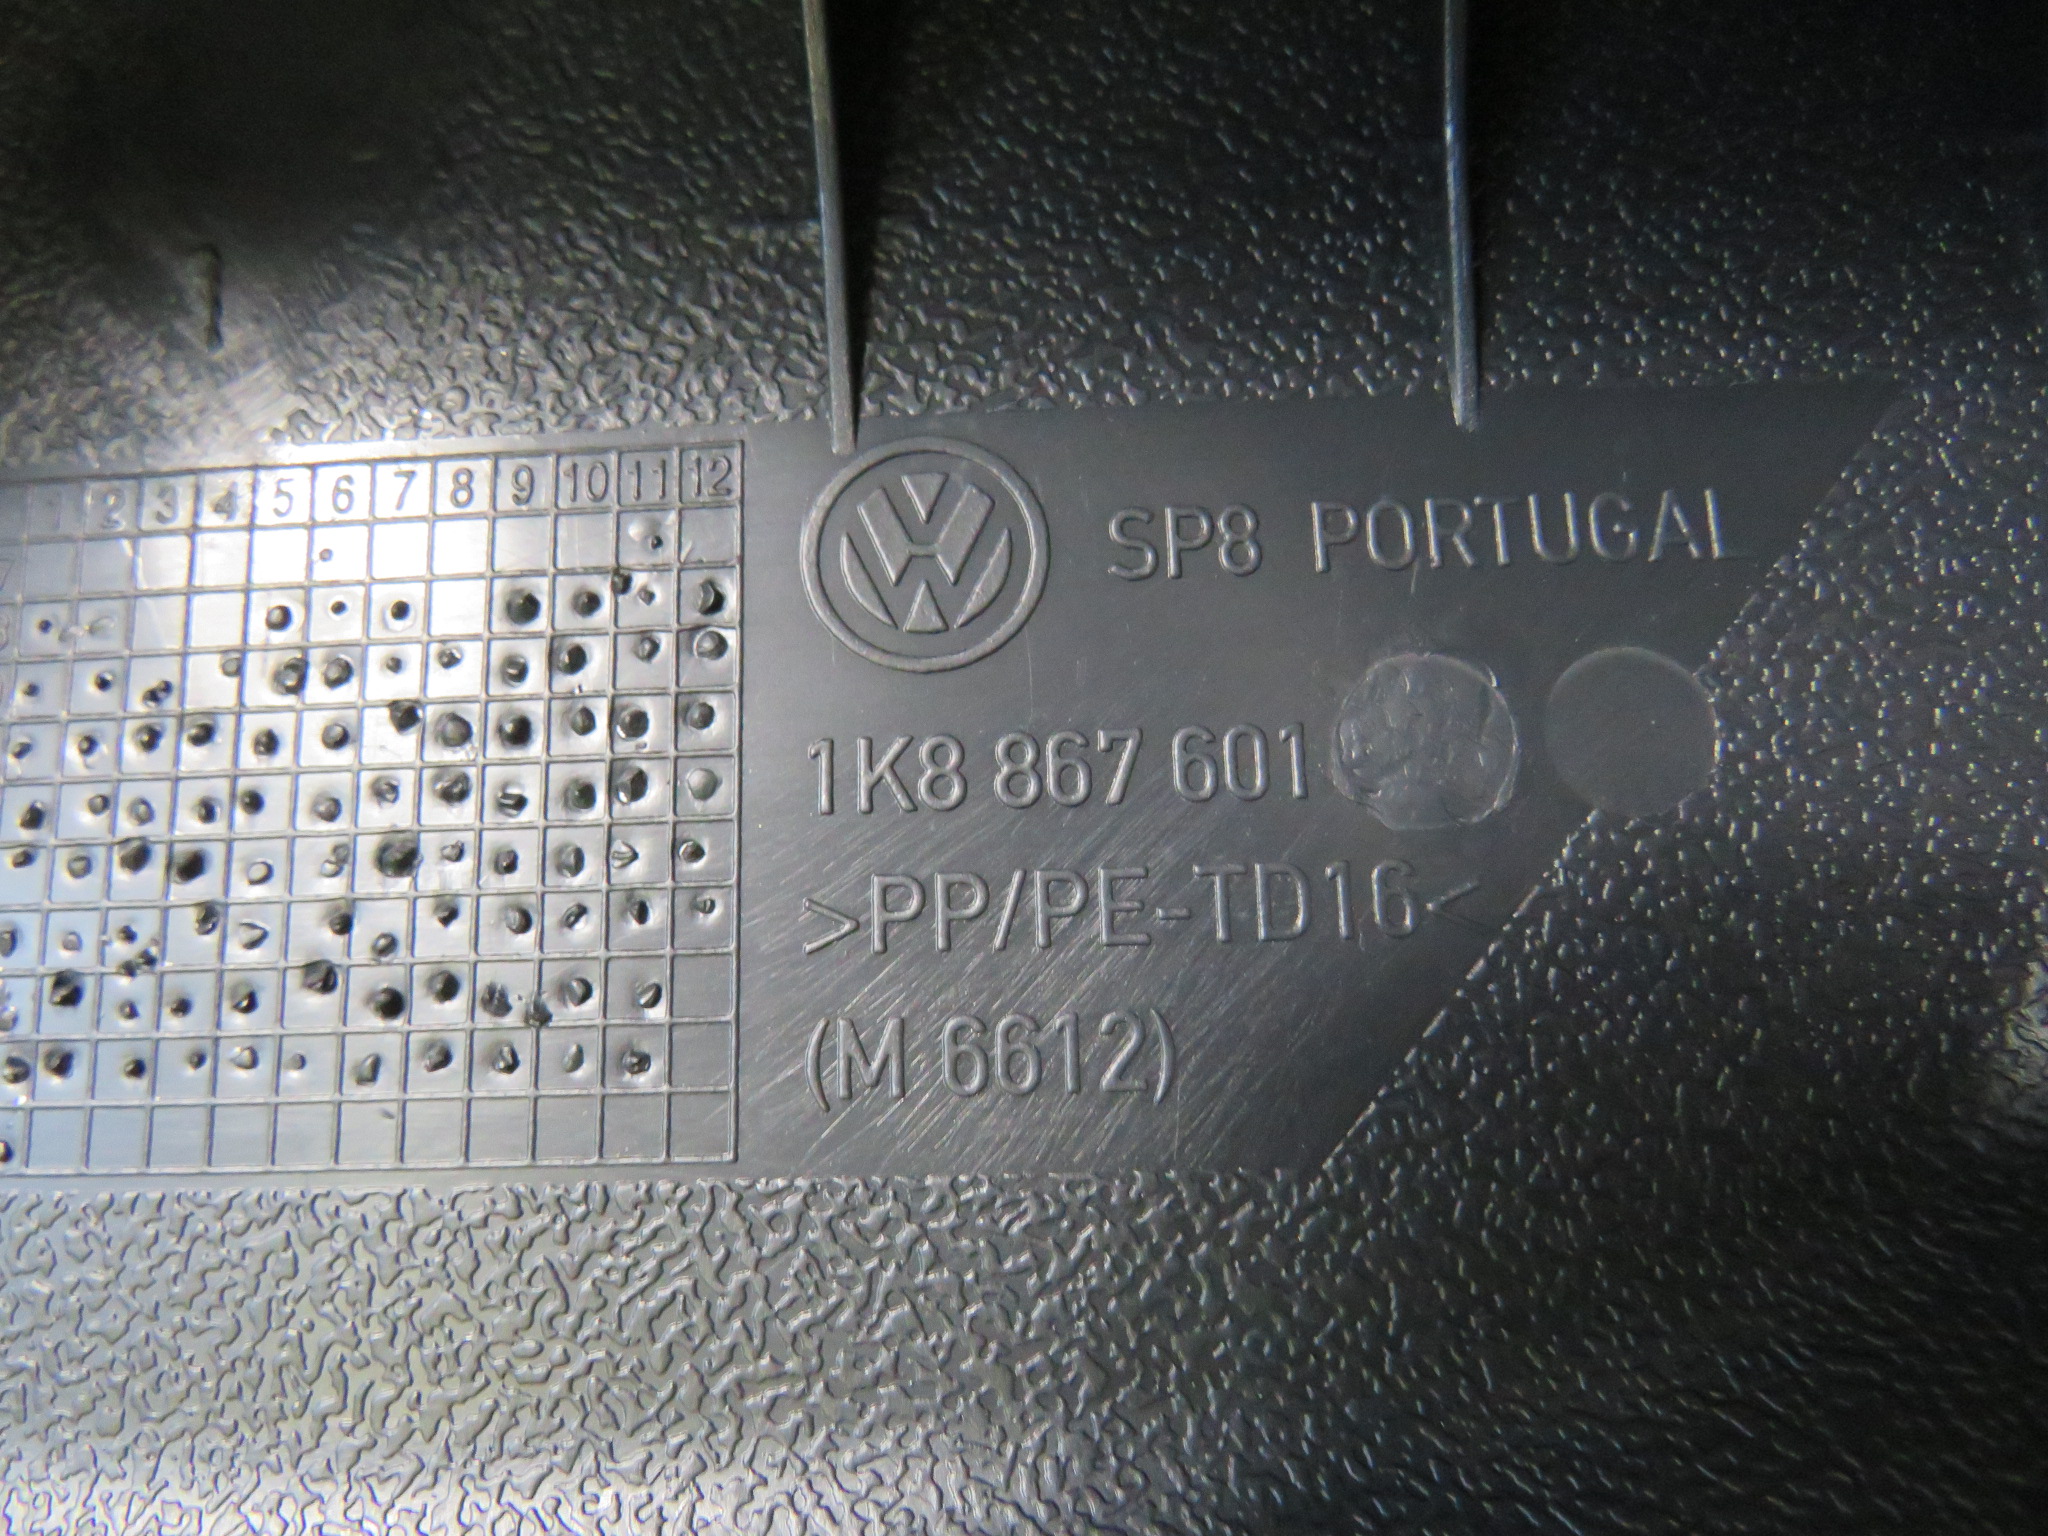 1 2 3 4 5 6 7 8 9 10 11 12
SP8 PORTUGAL
1K8 867 601
>PP/PE-TD16<
(M 6612)